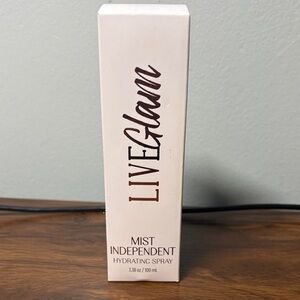 LIVEGlam
MIST
INDEPENDENT
HYDRATING SPRAY
3.38 oz / 100 mL